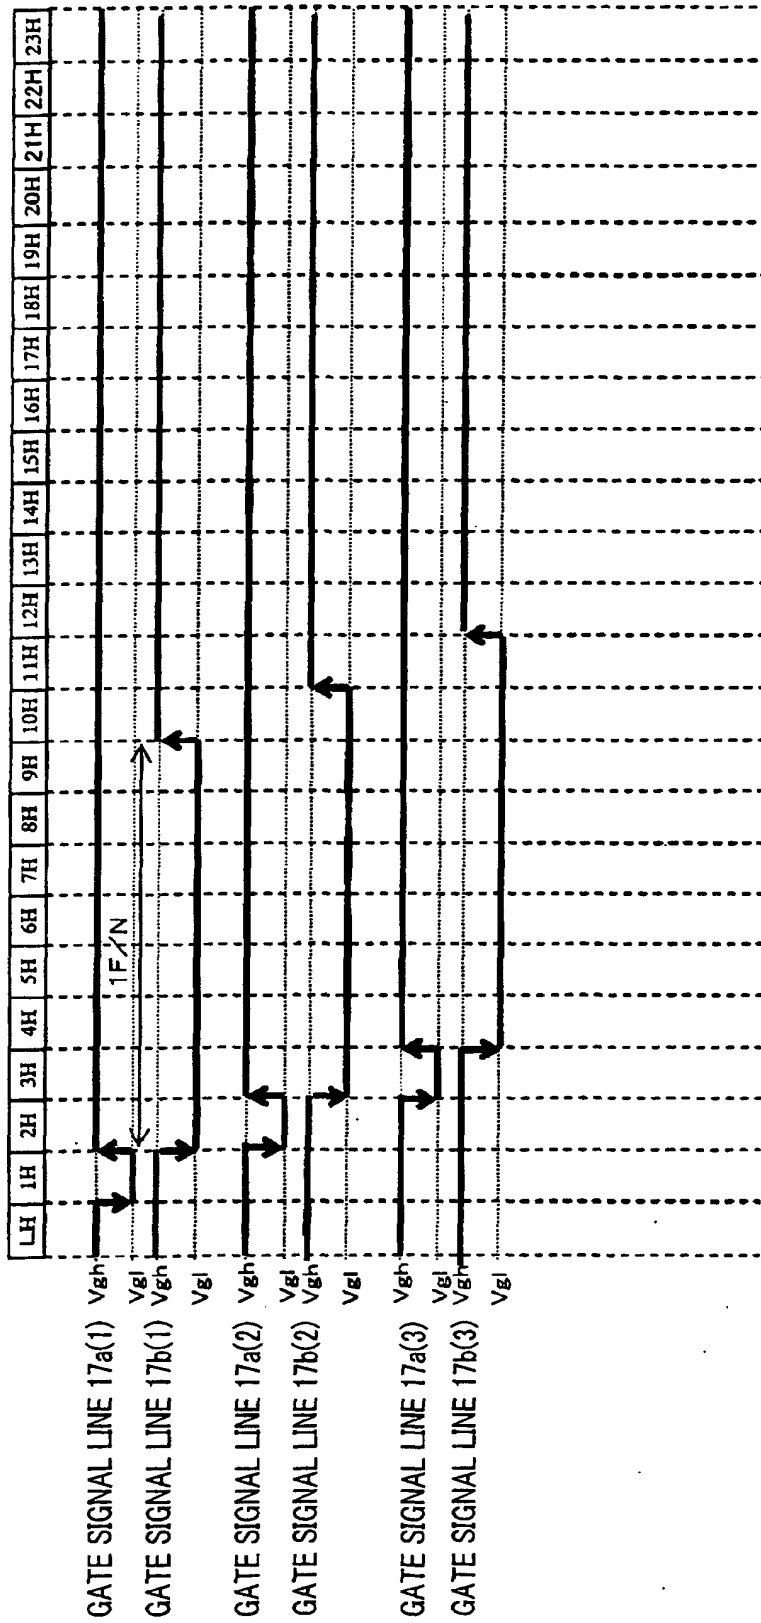 LH 1H 2H 3H 4H 5H 6H 7H 8H 9H 10H 11H 12H 13H 14H 15H 16H 17H 18H 19H 20H 21H 22H 23H
GATE SIGNAL LINE 17a(1) Vgh
Vgl
1F/N
GATE SIGNAL LINE 17b(1) Vgh
Vgl
GATE SIGNAL LINE 17a(2) Vgh
Vgl
GATE SIGNAL LINE 17b(2) Vgh
Vgl
GATE SIGNAL LINE 17a(3) Vgh
Vgl
GATE SIGNAL LINE 17b(3) Vgh
Vgl